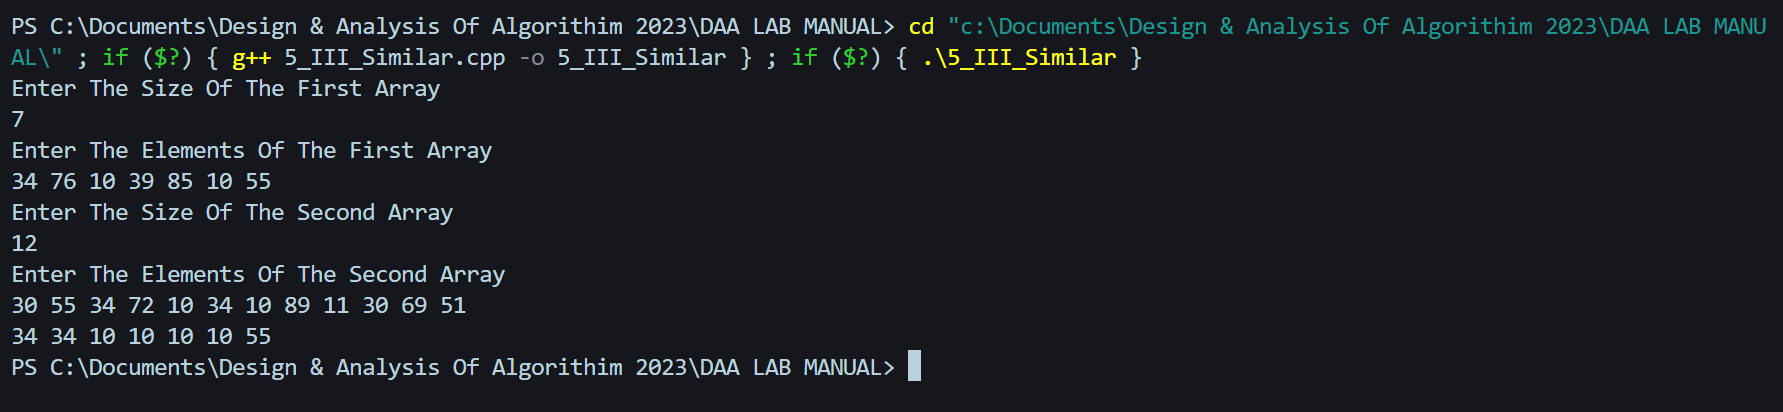 PS C:\Documents\Design & Analysis Of Algorithim 2023\DAA LAB MANUAL> cd "c:\Documents\Design & Analysis Of Algorithim 2023\DAA LAB MANU
AL\" ; if ($?) { g++ 5_III_Similar.cpp -o 5_III_Similar } ; if ($?) { .\5_III_Similar }
Enter The Size Of The First Array
7
Enter The Elements Of The First Array
34 76 10 39 85 10 55
Enter The Size Of The Second Array
12
Enter The Elements Of The Second Array
30 55 34 72 10 34 10 89 11 30 69 51
34 34 10 10 10 10 55
PS C:\Documents\Design & Analysis Of Algorithim 2023\DAA LAB MANUAL>